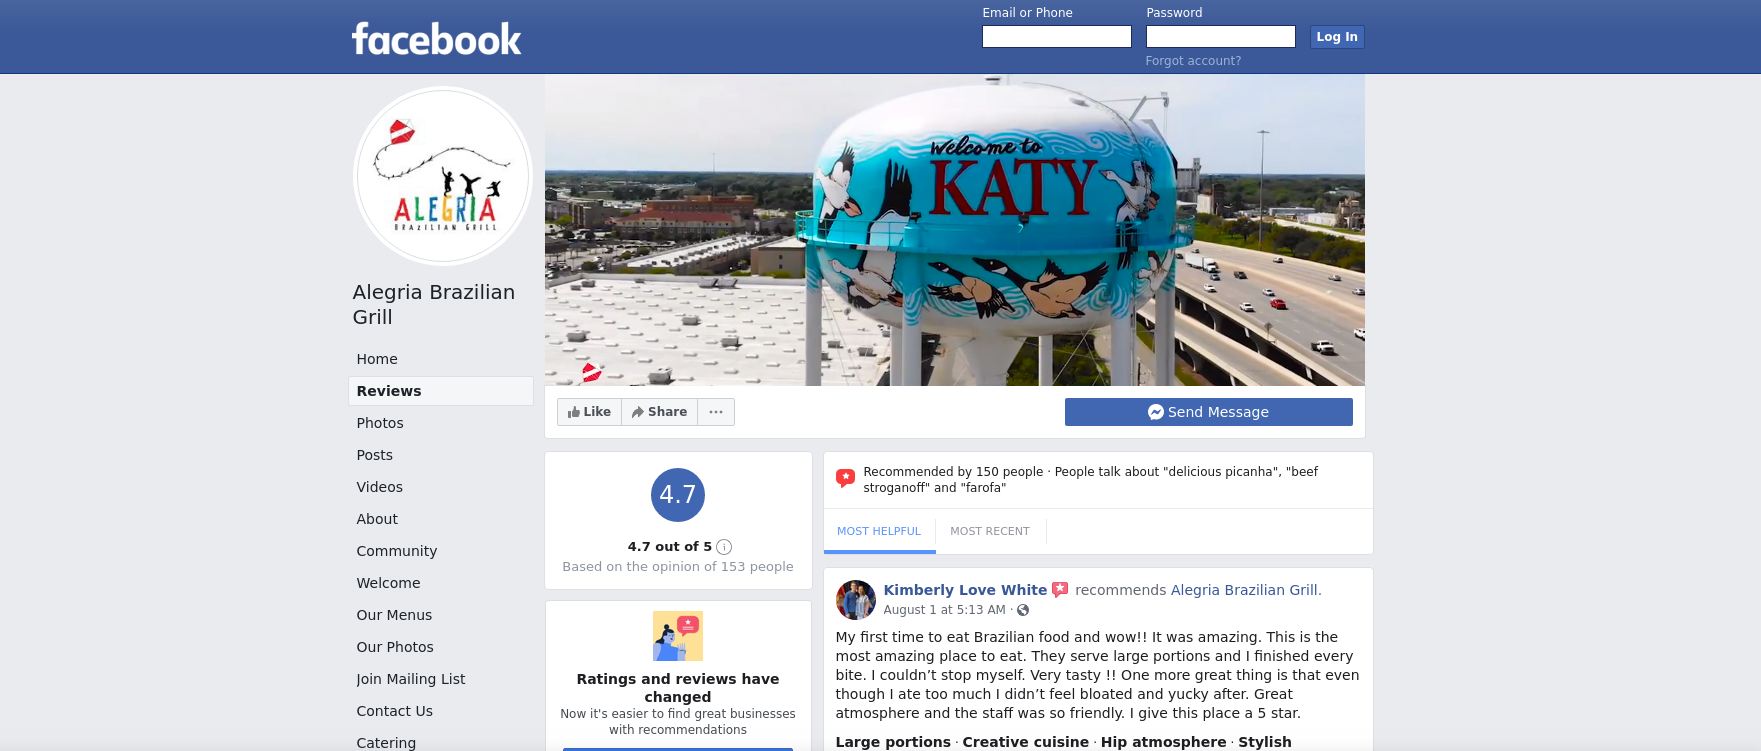 facebook
Email or Phone
Password
Log In
Forgot account?
ALEGRIA
BRAZILIAN GRILL
Welcome to
KATY
Alegria Brazilian
Grill
Home
Reviews
Photos
Posts
Videos
About
Community
Welcome
Our Menus
Our Photos
Join Mailing List
Contact Us
Catering
Like
Share
Send Message
4.7
4.7 out of 5
Based on the opinion of 153 people
Ratings and reviews have
changed
Now it's easier to find great businesses
with recommendations
Recommended by 150 people · People talk about "delicious picanha", "beef
stroganoff" and "farofa"
MOST HELPFUL
MOST RECENT
Kimberly Love White recommends Alegria Brazilian Grill.
August 1 at 5:13 AM ·
My first time to eat Brazilian food and wow!! It was amazing. This is the
most amazing place to eat. They serve large portions and I finished every
bite. I couldn’t stop myself. Very tasty !! One more great thing is that even
though I ate too much I didn’t feel bloated and yucky after. Great
atmosphere and the staff was so friendly. I give this place a 5 star.
Large portions · Creative cuisine · Hip atmosphere · Stylish